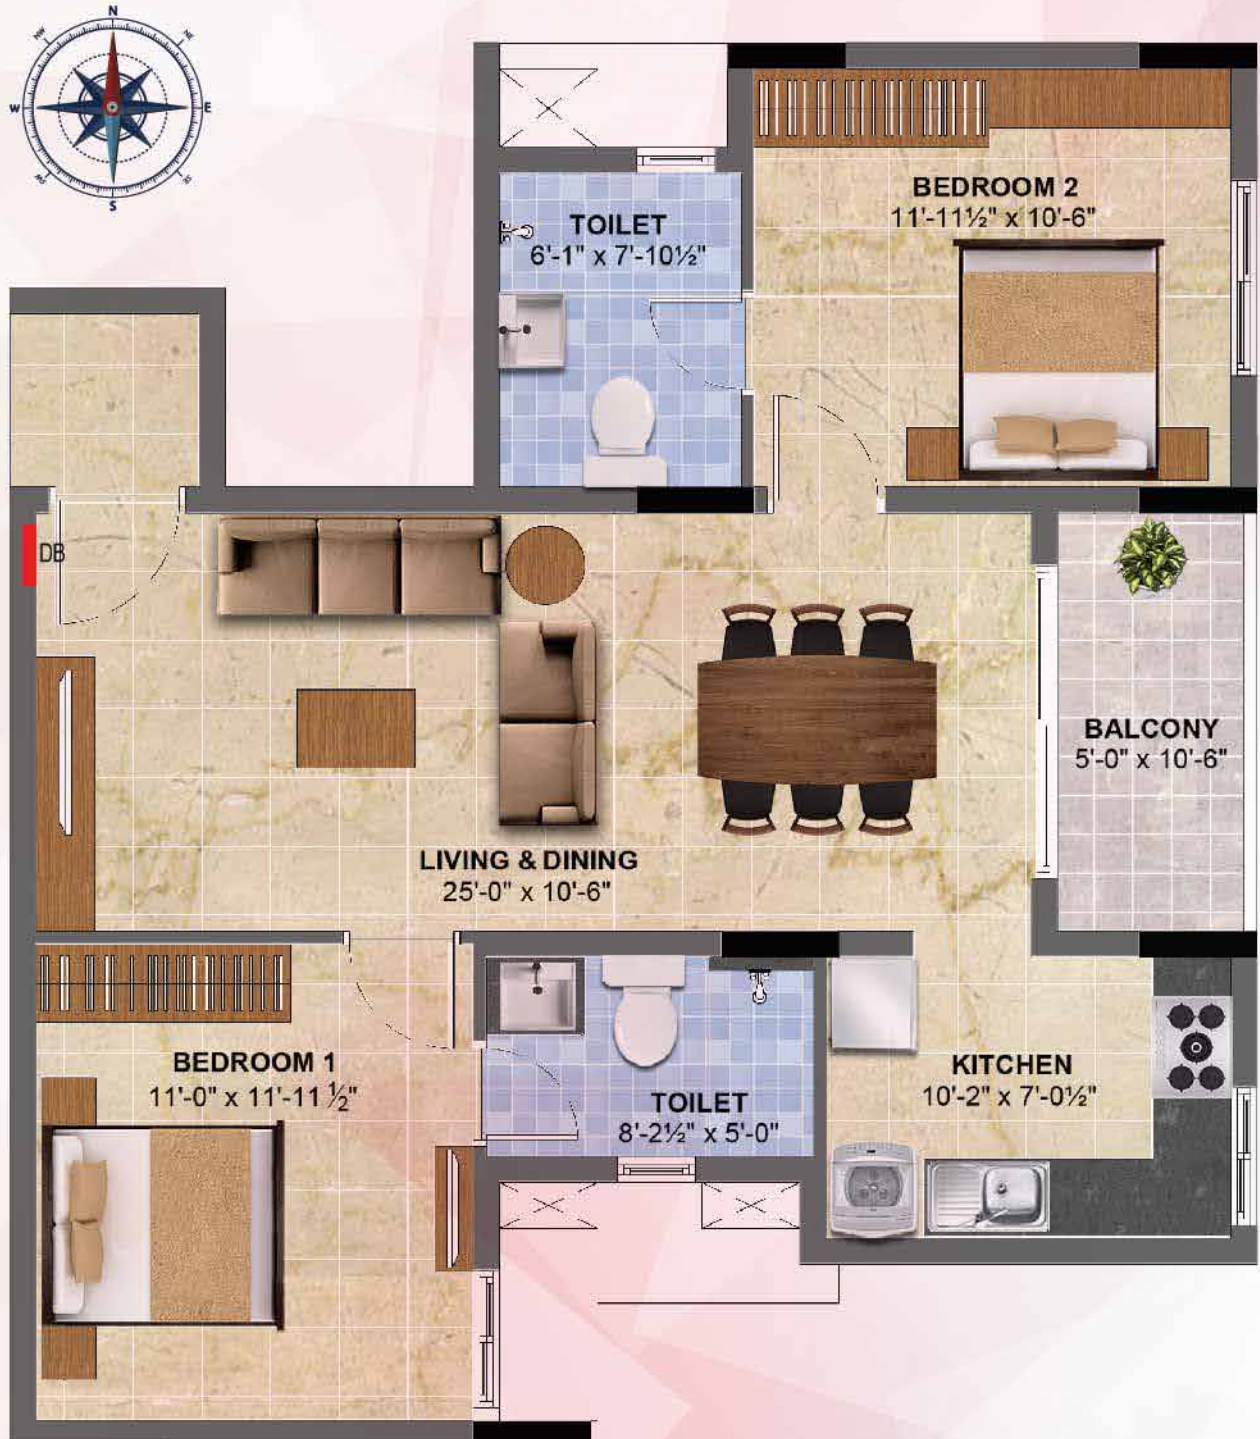 N
NW
NE
W
E
SW
SE
S
TOILET
6'-1" x 7'-10½"
BEDROOM 2
11'-11½" x 10'-6"
DB
BALCONY
5'-0" x 10'-6"
LIVING & DINING
25'-0" x 10'-6"
BEDROOM 1
11'-0" x 11'-11 ½"
TOILET
8'-2½" x 5'-0"
KITCHEN
10'-2" x 7'-0½"